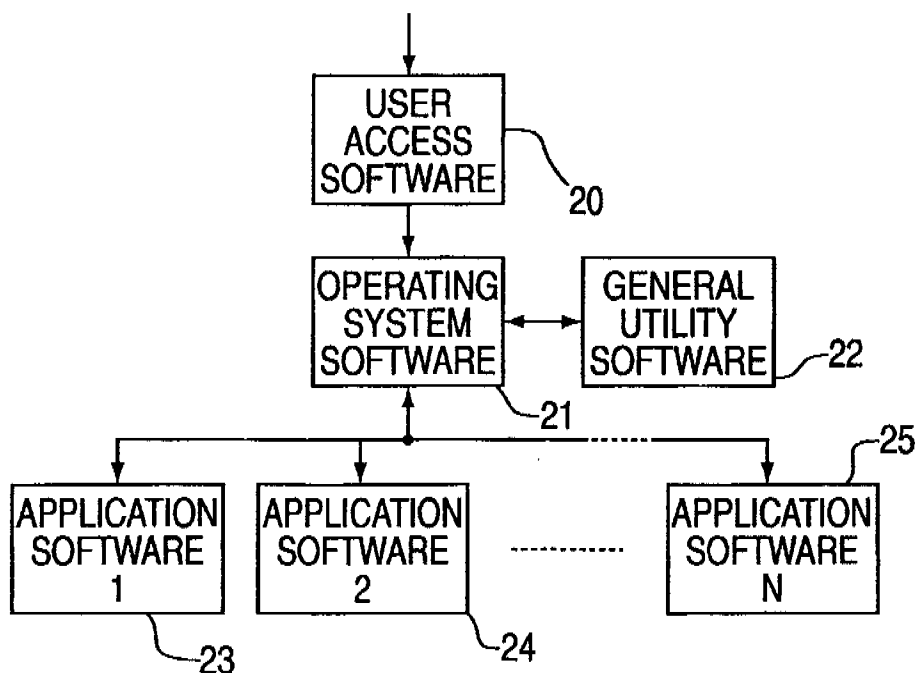 USER
ACCESS
SOFTWARE
20
OPERATING
SYSTEM
SOFTWARE
21
GENERAL
UTILITY
SOFTWARE
22
APPLICATION
SOFTWARE
1
23
APPLICATION
SOFTWARE
2
24
APPLICATION
SOFTWARE
N
25